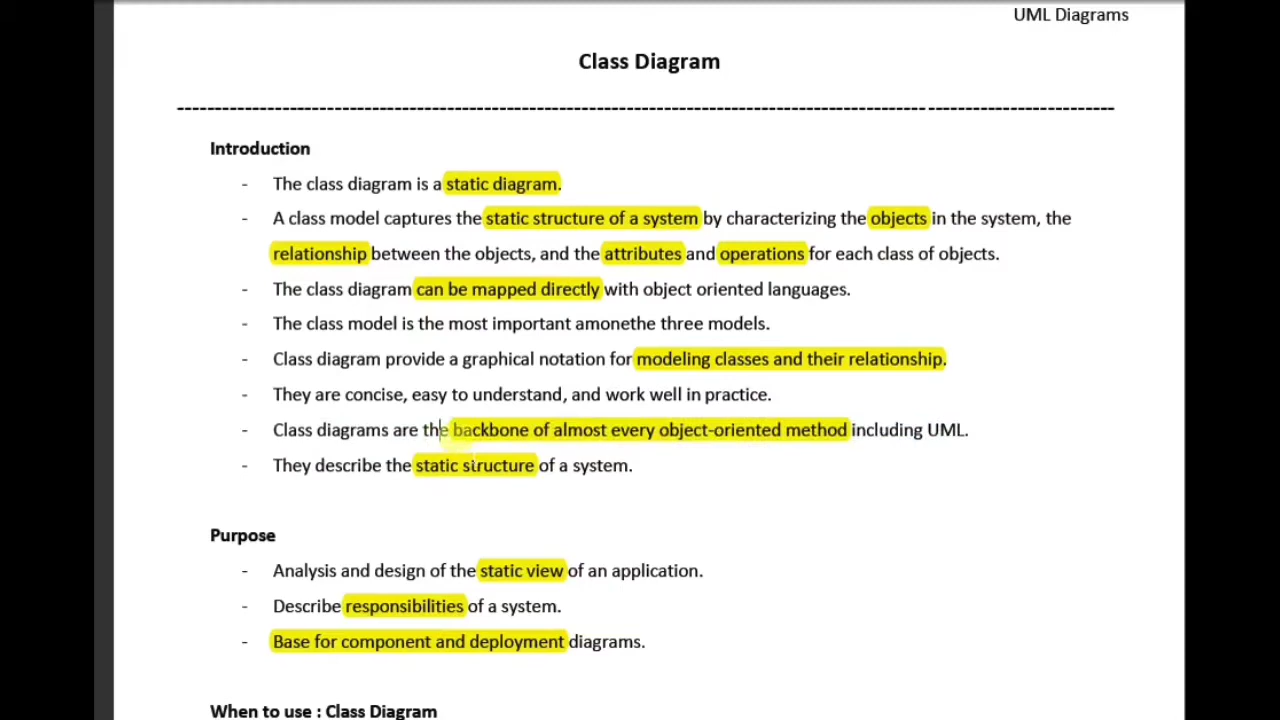 UML Diagrams
Class Diagram
Introduction
- The class diagram is a static diagram.
- A class model captures the static structure of a system by characterizing the objects in the system, the
relationship between the objects, and the attributes and operations for each class of objects.
- The class diagram can be mapped directly with object oriented languages.
- The class model is the most important amonethe three models.
- Class diagram provide a graphical notation for modeling classes and their relationship.
- They are concise, easy to understand, and work well in practice.
- Class diagrams are the backbone of almost every object-oriented method including UML.
- They describe the static structure of a system.
Purpose
- Analysis and design of the static view of an application.
- Describe responsibilities of a system.
- Base for component and deployment diagrams.
When to use : Class Diagram